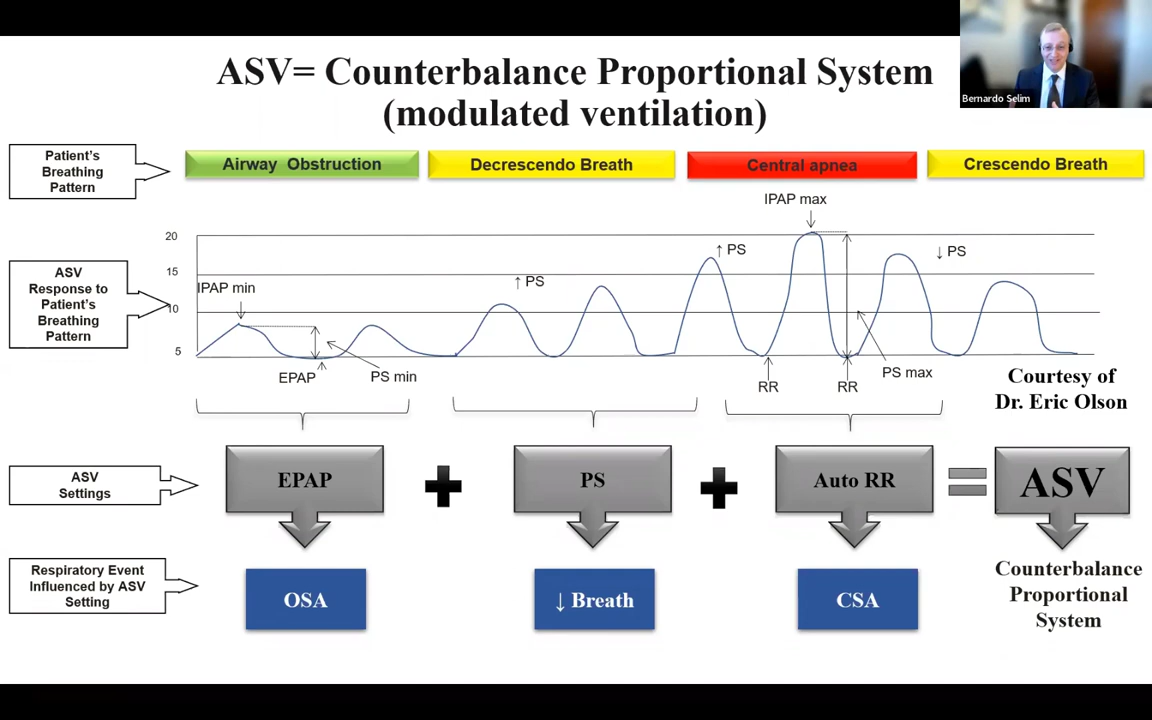 ASV= Counterbalance Proportional System
(modulated ventilation)
Bernardo Selim
Patient's
Breathing
Pattern
Airway Obstruction
Decrescendo Breath
Central apnea
Crescendo Breath
ASV
Response to
Patient's
Breathing
Pattern
20
15
10
5
IPAP min
EPAP
PS min
↑ PS
↑ PS
IPAP max
↓ PS
RR
RR
PS max
Courtesy of
Dr. Eric Olson
ASV
Settings
EPAP
+
PS
+
Auto RR
=
ASV
Respiratory Event
Influenced by ASV
Setting
OSA
↓ Breath
CSA
Counterbalance
Proportional
System